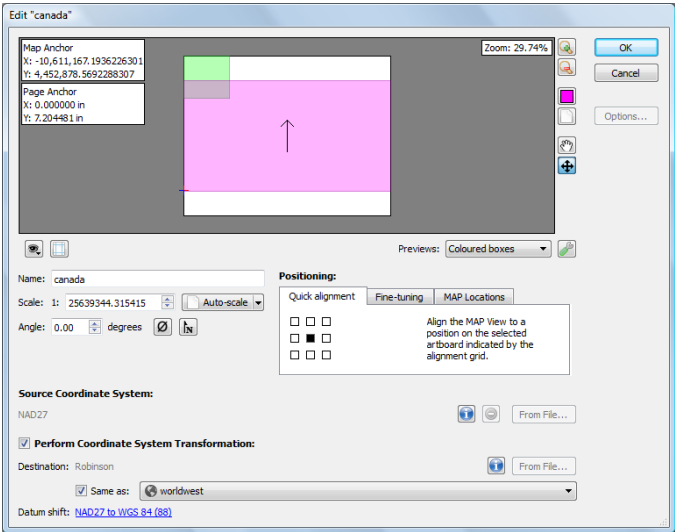 Edit "canada"
Map Anchor
X: -10,611,167.1936226301
Y: 4,452,878.5692288307
Page Anchor
X: 0.000000 in
Y: 7.204481 in
Zoom: 29.74%
OK
Cancel
Options...
Previews: Coloured boxes
Name: canada
Scale: 1: 25639344.315415 Auto-scale
Angle: 0.00 degrees
N
Positioning:
Quick alignment Fine-tuning MAP Locations
Align the MAP View to a
position on the selected
artboard indicated by the
alignment grid.
Source Coordinate System:
NAD27 From File...
Perform Coordinate System Transformation:
Destination: Robinson From File...
Same as: worldwest
Datum shift: NAD27 to WGS 84 (88)